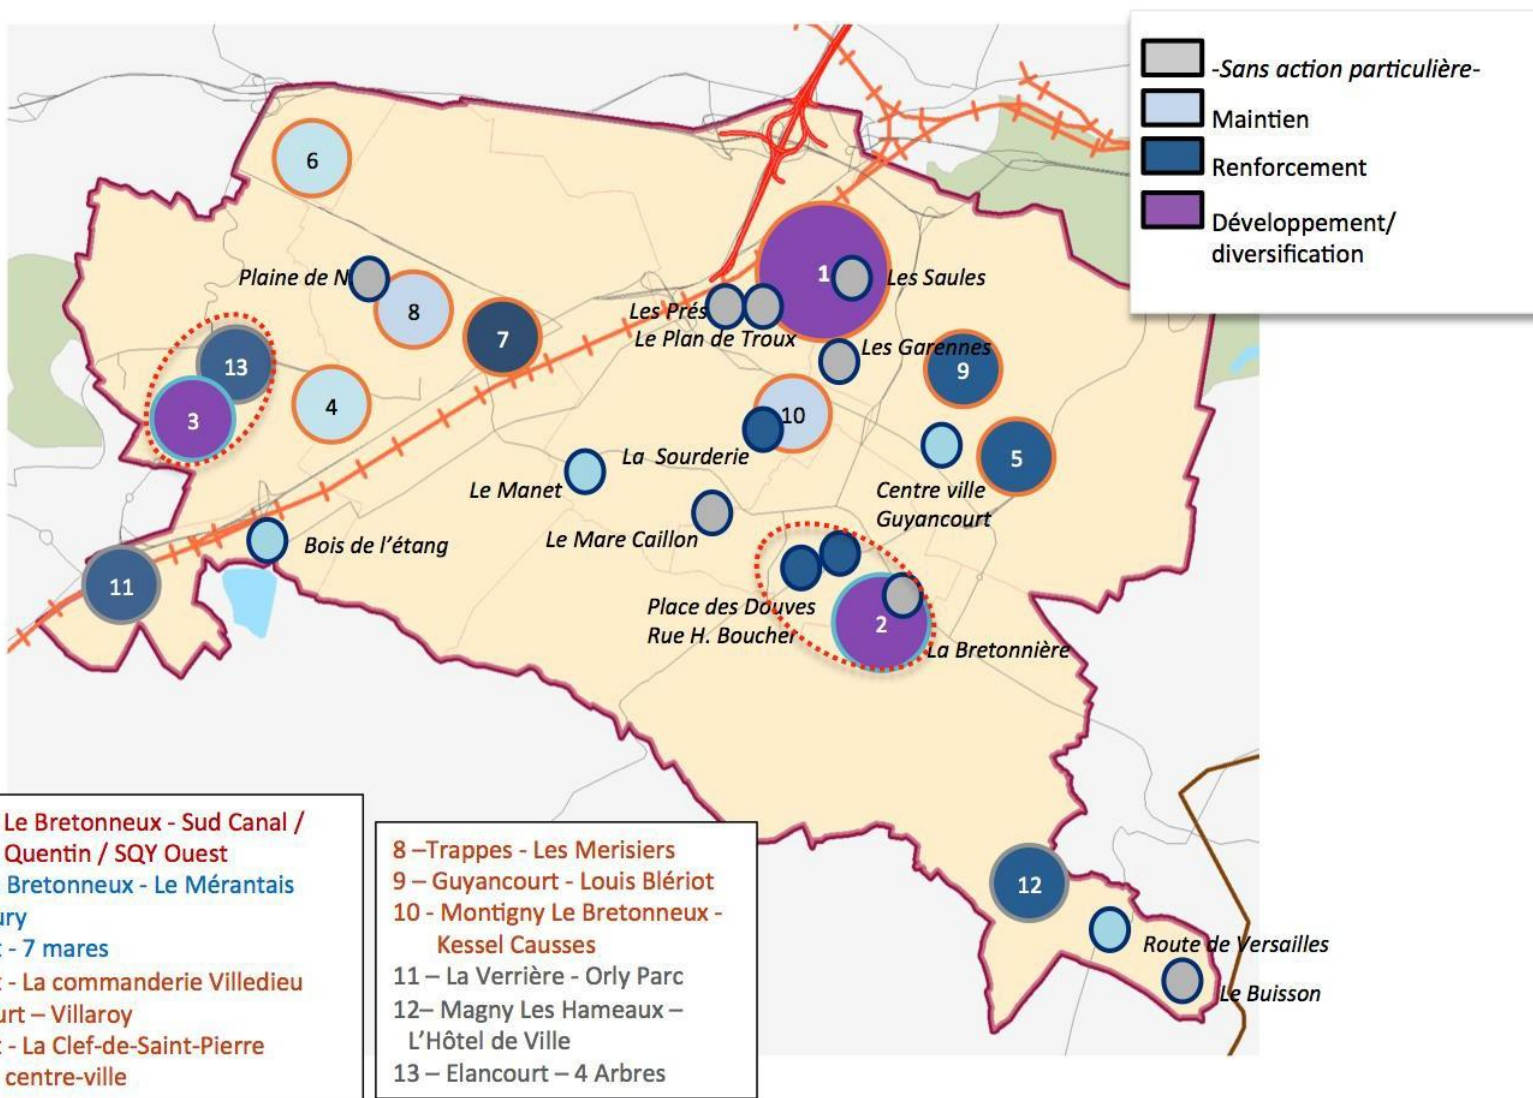 -Sans action particulière-
Maintien
Renforcement
Développement/
diversification
6
Plaine de N.
8
7
1
Les Saules
Les Prés
Le Plan de Troux
Les Garennes
9
13
3
4
10
La Sourderie
5
Le Manet
Centre ville
Guyancourt
Le Mare Caillon
Bois de l'étang
11
Place des Douves
Rue H. Boucher
2
La Bretonnière
12
Route de Versailles
Le Buisson
Le Bretonneux - Sud Canal /
Quentin / SQY Ouest
Bretonneux - Le Mérantais
ury
t - 7 mares
t - La commanderie Villedieu
urt – Villaroy
t - La Clef-de-Saint-Pierre
centre-ville
8 –Trappes - Les Merisiers
9 – Guyancourt - Louis Blériot
10 - Montigny Le Bretonneux -
Kessel Causses
11 – La Verrière - Orly Parc
12– Magny Les Hameaux –
L'Hôtel de Ville
13 – Elancourt – 4 Arbres